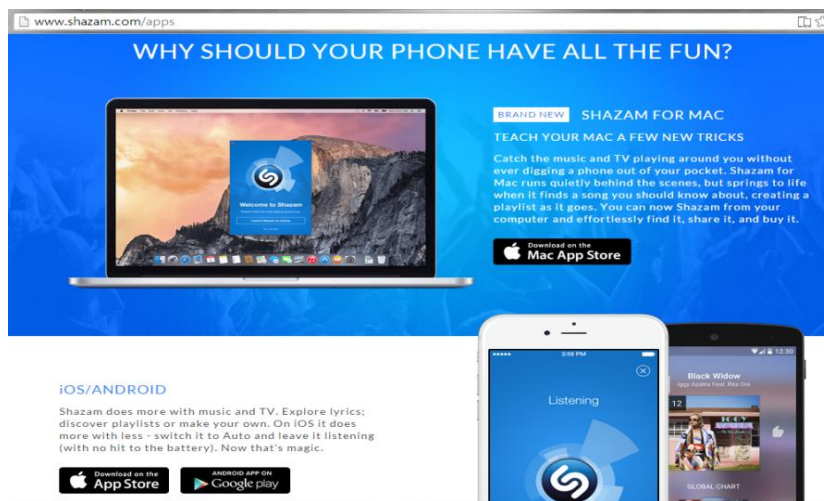 www.shazam.com/apps
WHY SHOULD YOUR PHONE HAVE ALL THE FUN?
BRAND NEW SHAZAM FOR MAC
TEACH YOUR MAC A FEW NEW TRICKS
Catch the music and TV playing around you without
ever digging a phone out of your pocket. Shazam for
Mac runs quietly behind the scenes, but springs to life
when it finds a song you should know about, creating a
playlist as it goes. You can now Shazam from your
computer and effortlessly find it, share it, and buy it.
Download on the
Mac App Store
Welcome to Shazam
iOS/ANDROID
Shazam does more with music and TV. Explore lyrics;
discover playlists or make your own. On iOS it does
more with less - switch it to Auto and leave it listening
(with no hit to the battery). Now that's magic.
Download on the
App Store
ANDROID APP ON
Google play
2:58 PM
Listening
12:30
Black Widow
Iggy Azalea Feat. Rita Ora
12
IGGY
GLOBAL CHART